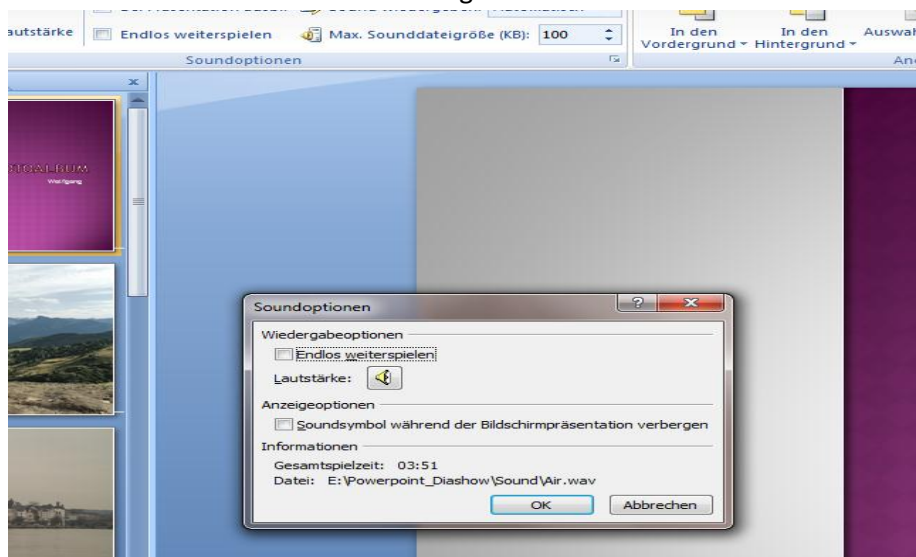 autstärke
Endlos weiterspielen
Max. Sounddateigröße (KB): 100
In den Vordergrund
In den Hintergrund
Soundoptionen
Soundoptionen
Wiedergabeoptionen
Endlos weiterspielen
Lautstärke:
Anzeigeoptionen
Soundsymbol während der Bildschirmpräsentation verbergen
Informationen
Gesamtspielzeit: 03:51
Datei: E:\Powerpoint_Diashow\Sound\Air.wav
OK Abbrechen